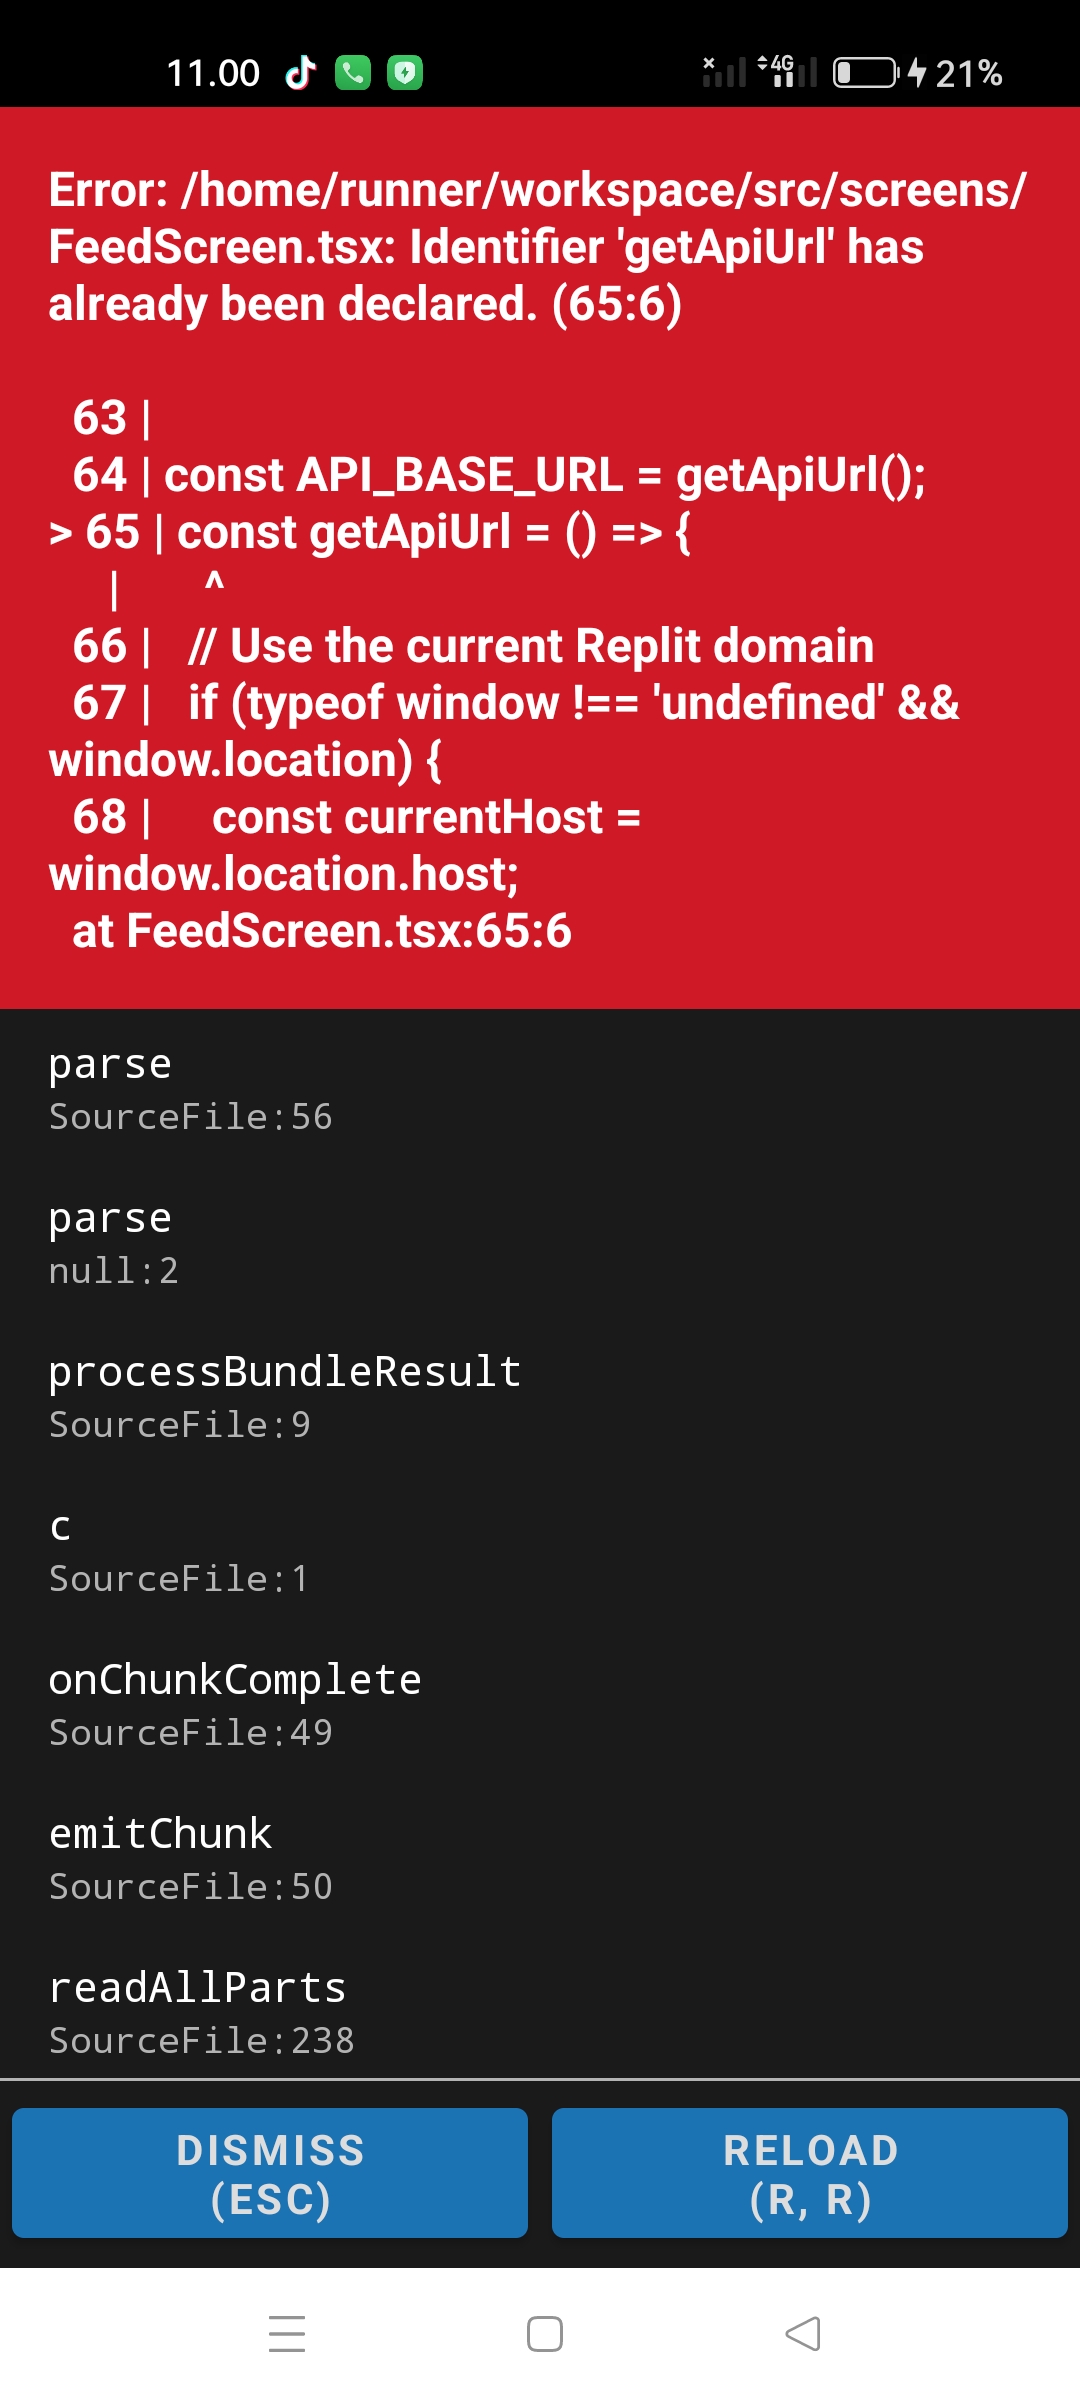 11.00 4G 21%
Error: /home/runner/workspace/src/screens/
FeedScreen.tsx: Identifier 'getApiUrl' has
already been declared. (65:6)
63 |
64 | const API_BASE_URL = getApiUrl();
> 65 | const getApiUrl = () => {
| ^
66 | // Use the current Replit domain
67 | if (typeof window !== 'undefined' &&
window.location) {
68 | const currentHost =
window.location.host;
at FeedScreen.tsx:65:6
parse
SourceFile:56
parse
null:2
processBundleResult
SourceFile:9
c
SourceFile:1
onChunkComplete
SourceFile:49
emitChunk
SourceFile:50
readAllParts
SourceFile:238
DISMISS
(ESC)
RELOAD
(R, R)